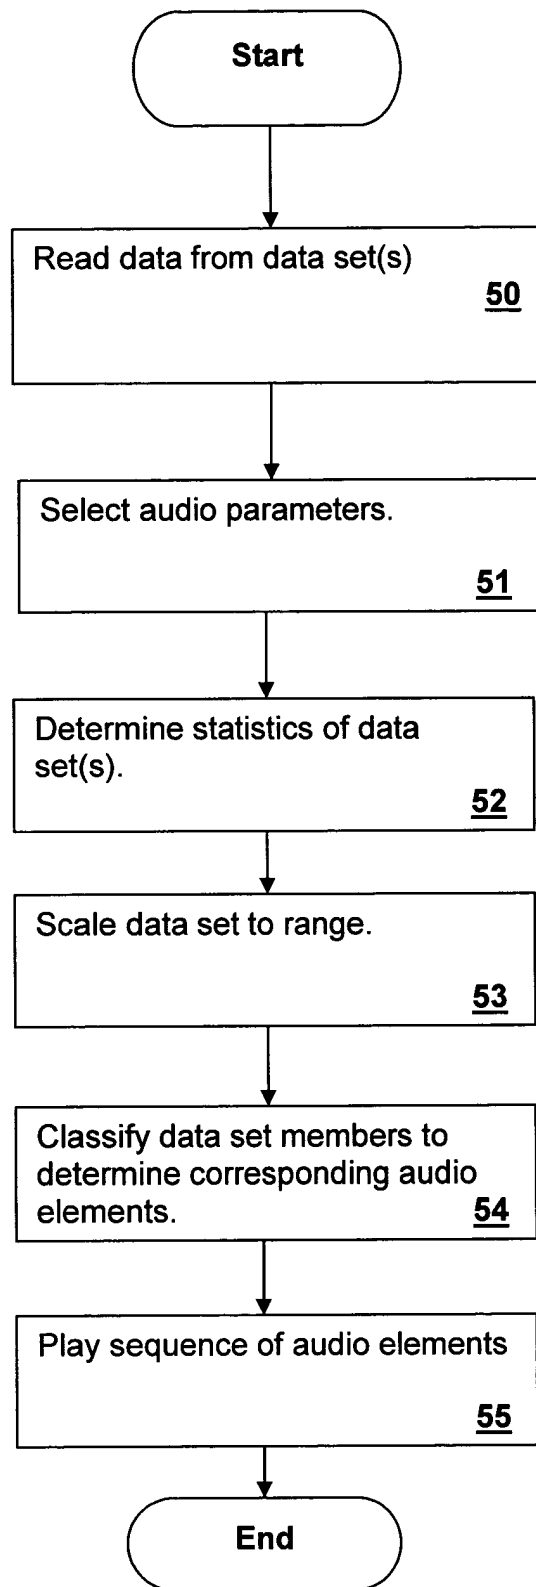 Start
Read data from data set(s)
50
Select audio parameters.
51
Determine statistics of data
set(s).
52
Scale data set to range.
53
Classify data set members to
determine corresponding audio
elements.
54
Play sequence of audio elements
55
End